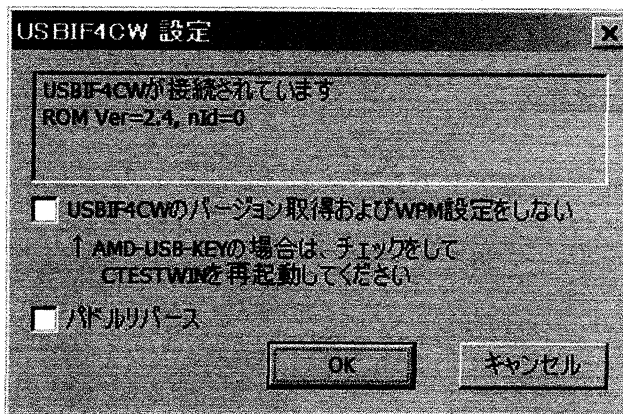 USBIF4CW 設定
USBIF4CWが接続されています
ROM Ver=2.4, nId=0
USBIF4CWのバージョン取得およびWPM設定をしない
↑ AMD-USB-KEYの場合は、チェックをして
CTESTWINを再起動してください
パドルリバース
OK
キャンセル